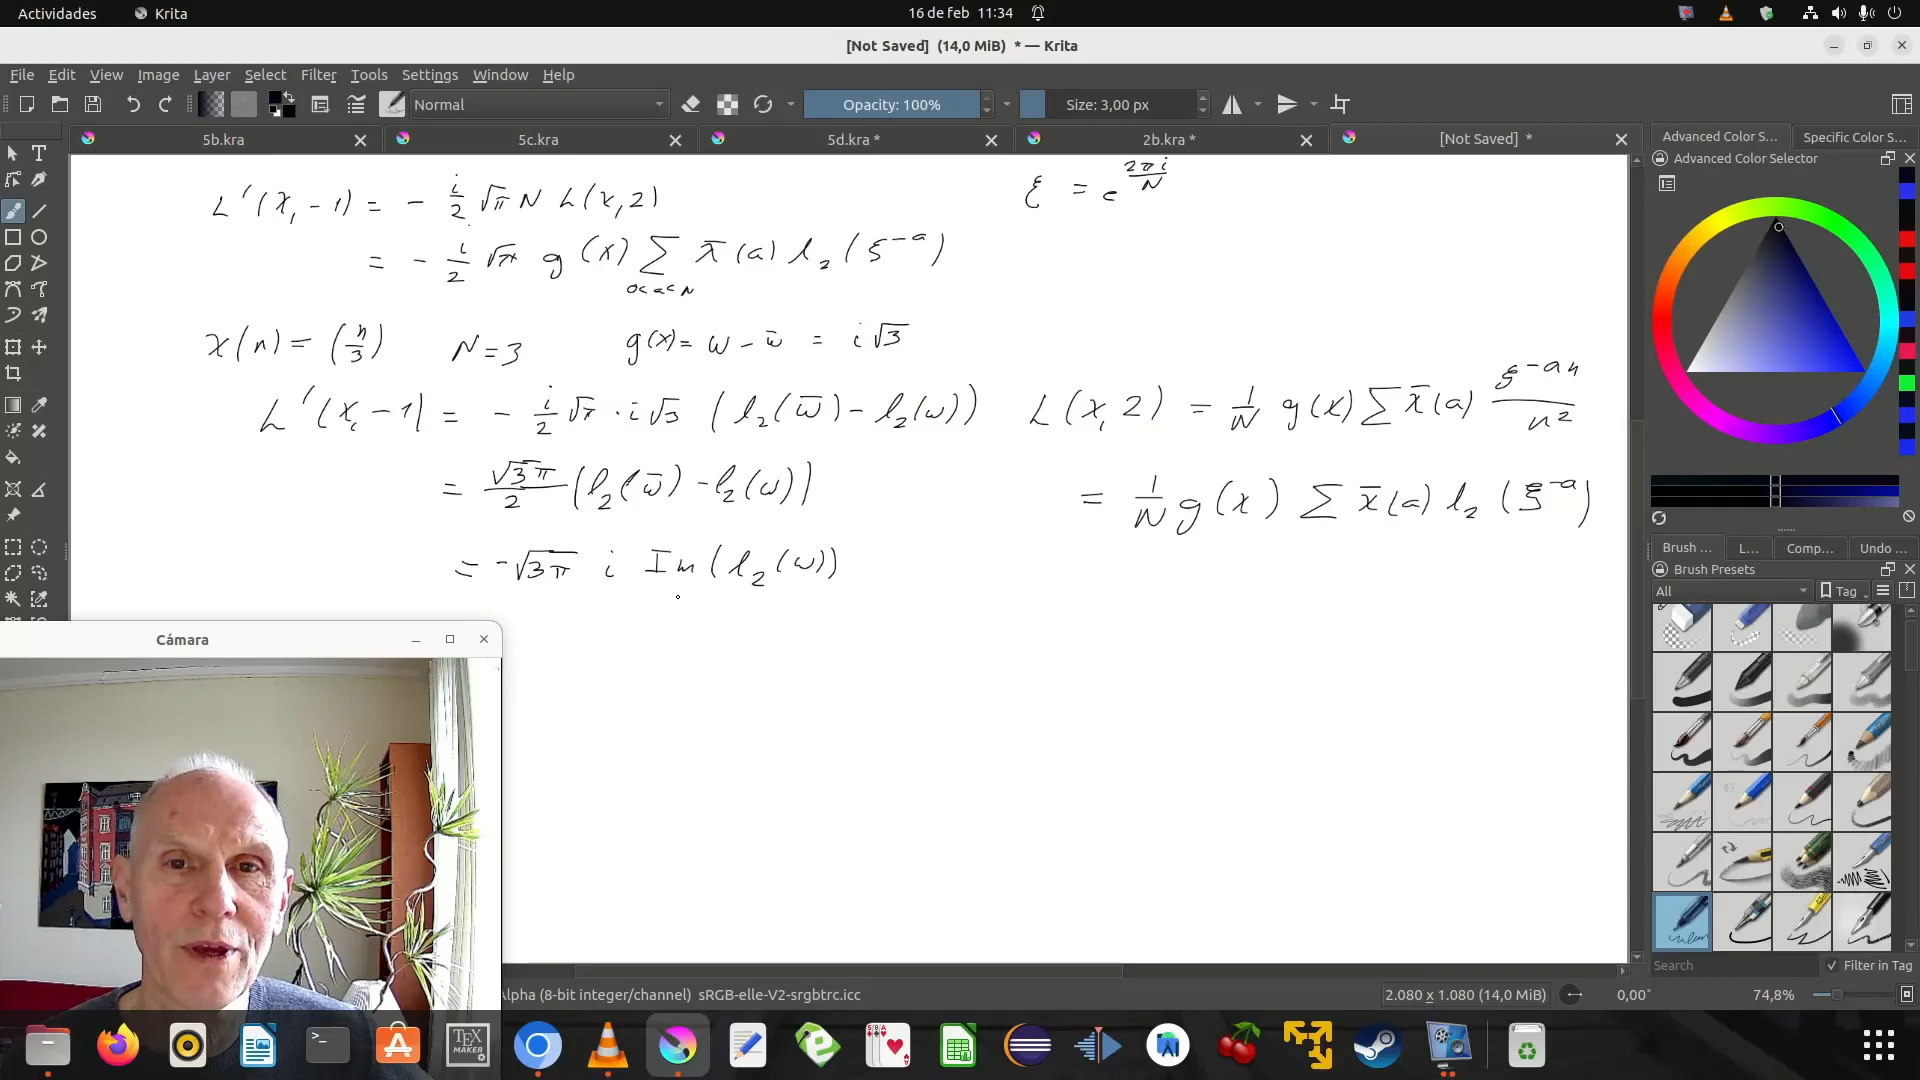 Actividades Krita 16 de feb 11:34
[Not Saved] (14,0 MiB) * — Krita
File Edit View Image Layer Select Filter Tools Settings Window Help
Normal Opacity: 100% Size: 3,00 px
5b.kra 5c.kra 5d.kra * 2b.kra * [Not Saved] *
Advanced Color S... Specific Color S...
Advanced Color Selector
L'(χ, -1) = - i/2 √π N L(χ, 2)
ξ = e^(2πi/N)
= - i/2 √π g(χ) ∑_{0<a<N} χ̄(a) l₂(ξ^{-a})
χ(n) = (n/3) N = 3 g(χ) = ω - ω̄ = i√3
L'(χ, -1) = - i/2 √π · i√3 (l₂(ω̄) - l₂(ω))
L(χ, 2) = 1/N g(χ) ∑ χ̄(a) ξ^{-an}/n²
= √3π/2 (l₂(ω̄) - l₂(ω))
= 1/N g(χ) ∑ χ̄(a) l₂(ξ^{-a})
= -√3π i Im(l₂(ω))
Brush ... L... Comp... Undo ...
Brush Presets
All Tag
Cámara
Search Filter in Tag
Alpha (8-bit integer/channel) sRGB-elle-V2-srgbtrc.icc 2.080 x 1.080 (14,0 MiB) 0,00° 74,8%
TEX MAKER